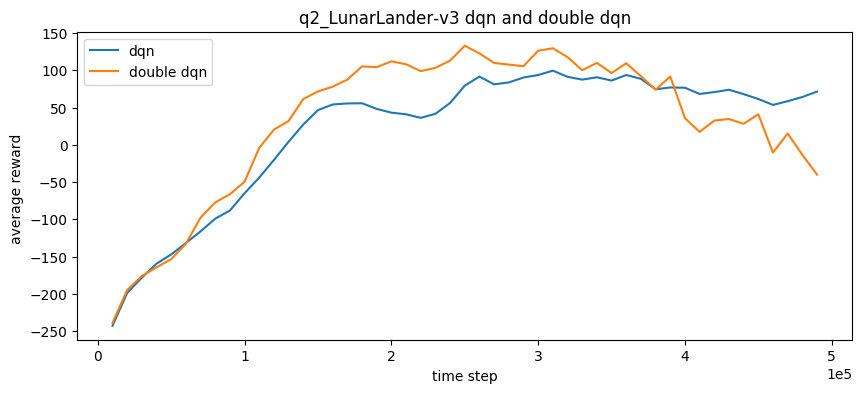 q2_LunarLander-v3 dqn and double dqn
dqn
double dqn
average reward
150
100
50
0
−50
−100
−150
−200
−250
0
1
2
3
4
5
1e5
time step